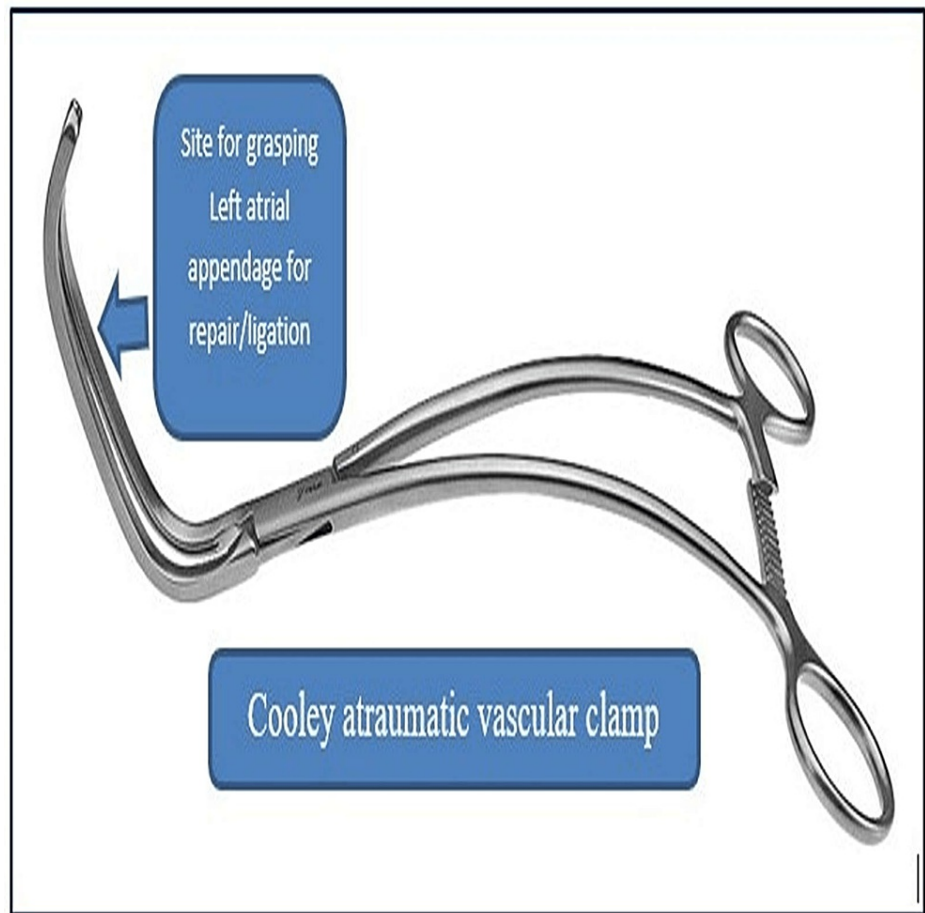 Site for grasping
Left atrial
appendage for
repair/ligation
Cooley atraumatic vascular clamp